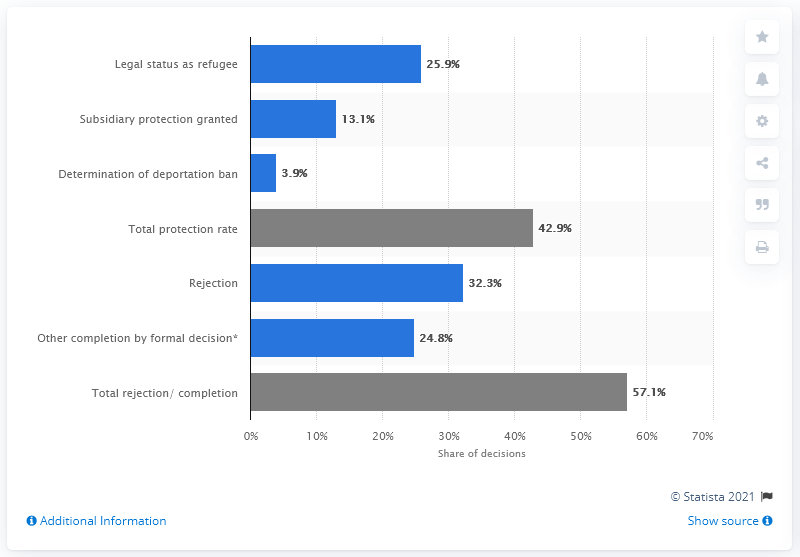 Legal status as refugee 25.9%
Subsidiary protection granted 13.1%
Determination of deportation ban 3.9%
Total protection rate 42.9%
Rejection 32.3%
Other completion by formal decision* 24.8%
Total rejection/ completion 57.1%
0% 10% 20% 30% 40% 50% 60% 70%
Share of decisions
© Statista 2021
Additional Information Show source